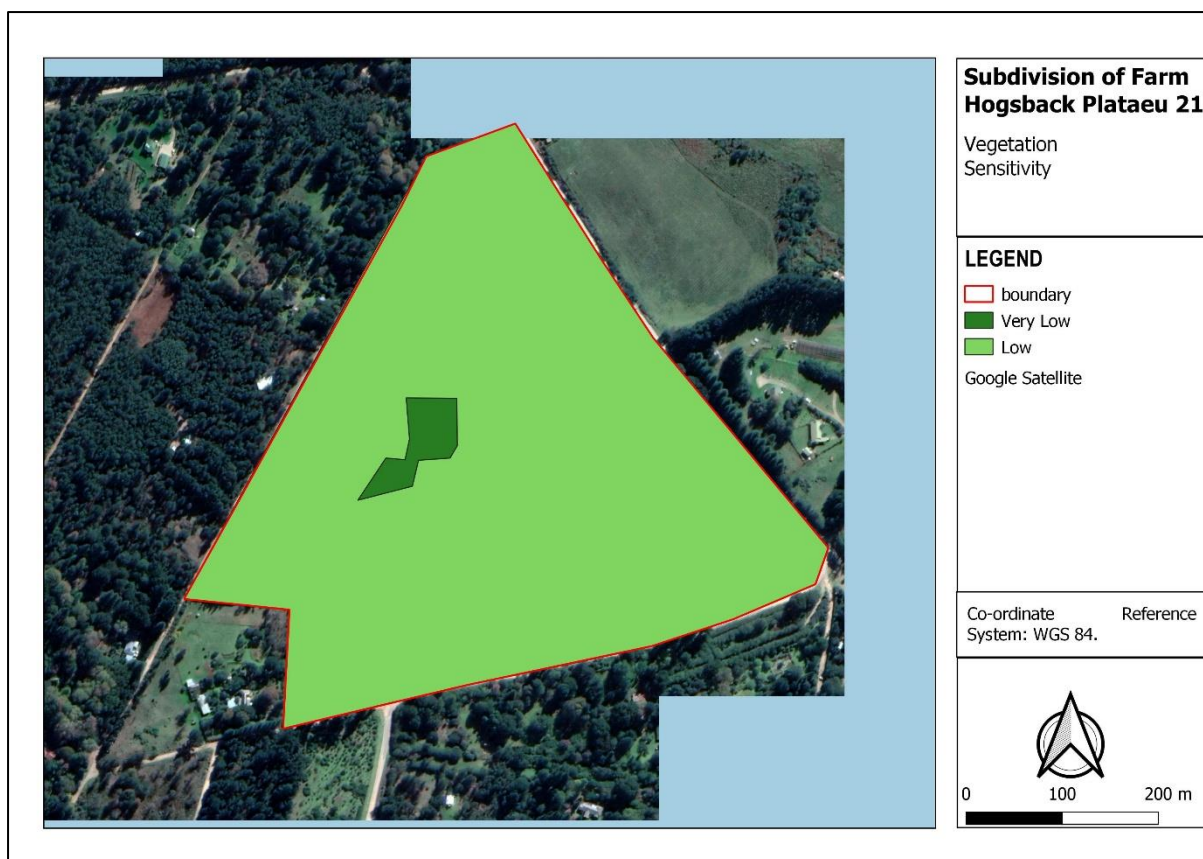 Subdivision of Farm
Hogsback Plataeu 21
Vegetation
Sensitivity
LEGEND
boundary
Very Low
Low
Google Satellite
Co-ordinate Reference
System: WGS 84.
0 100 200 m